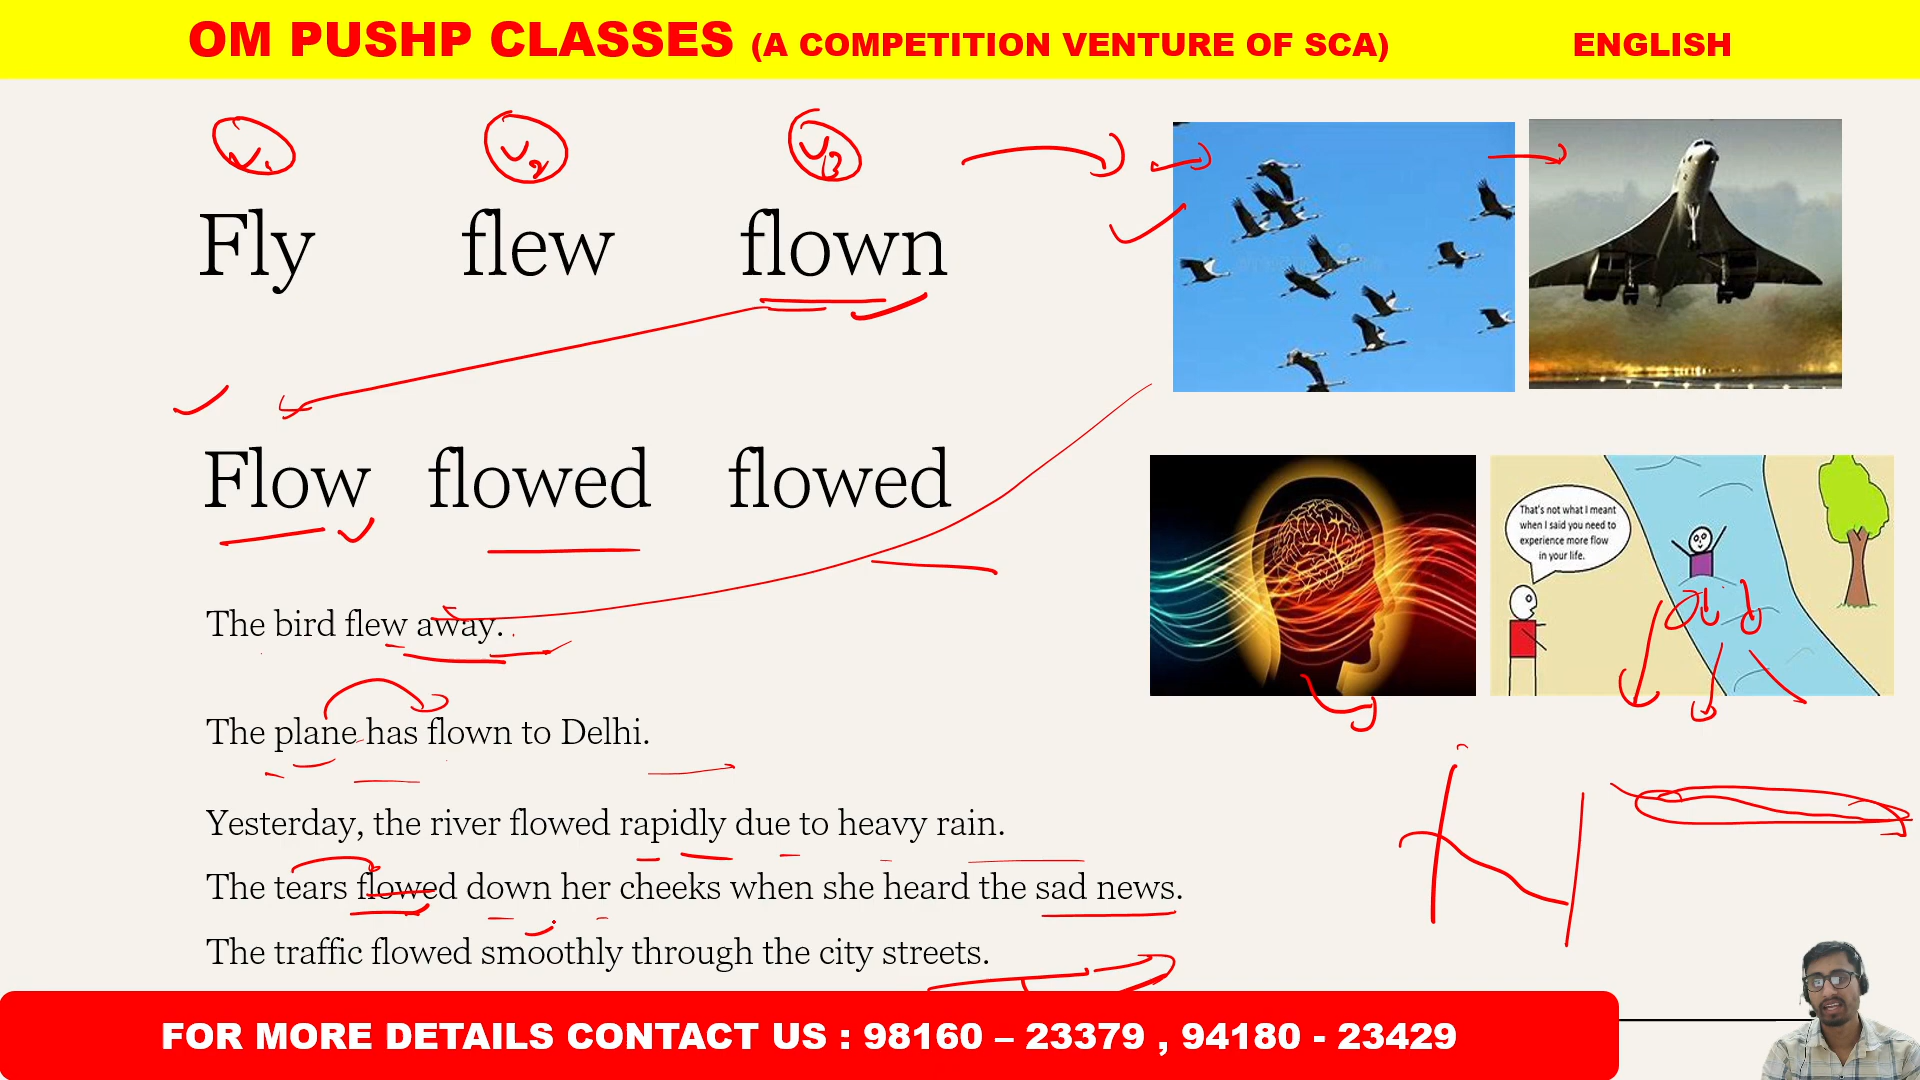 OM PUSHP CLASSES (A COMPETITION VENTURE OF SCA) ENGLISH
V1 V2 V3
Fly flew flown
Flow flowed flowed
That's not what I meant
when I said you need to
experience more flow
in your life.
The bird flew away.
The plane has flown to Delhi.
Yesterday, the river flowed rapidly due to heavy rain.
The tears flowed down her cheeks when she heard the sad news.
The traffic flowed smoothly through the city streets.
FOR MORE DETAILS CONTACT US : 98160 – 23379 , 94180 - 23429